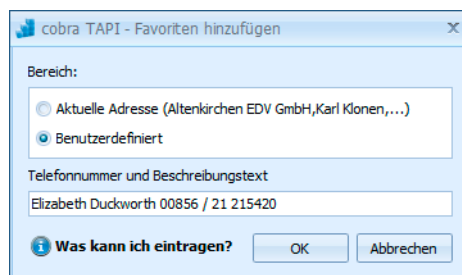 cobra TAPI - Favoriten hinzufügen
Bereich:
Aktuelle Adresse (Altenkirchen EDV GmbH,Karl Klonen,...)
Benutzerdefiniert
Telefonnummer und Beschreibungstext
Elizabeth Duckworth 00856 / 21 215420
Was kann ich eintragen? OK Abbrechen